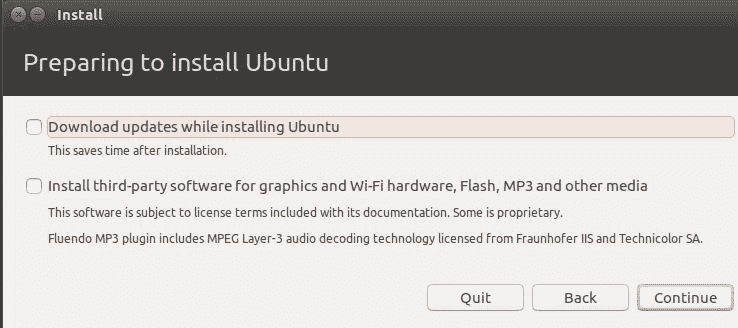 Install
Preparing to install Ubuntu
Download updates while installing Ubuntu
This saves time after installation.
Install third-party software for graphics and Wi-Fi hardware, Flash, MP3 and other media
This software is subject to license terms included with its documentation. Some is proprietary.
Fluendo MP3 plugin includes MPEG Layer-3 audio decoding technology licensed from Fraunhofer IIS and Technicolor SA.
Quit Back Continue